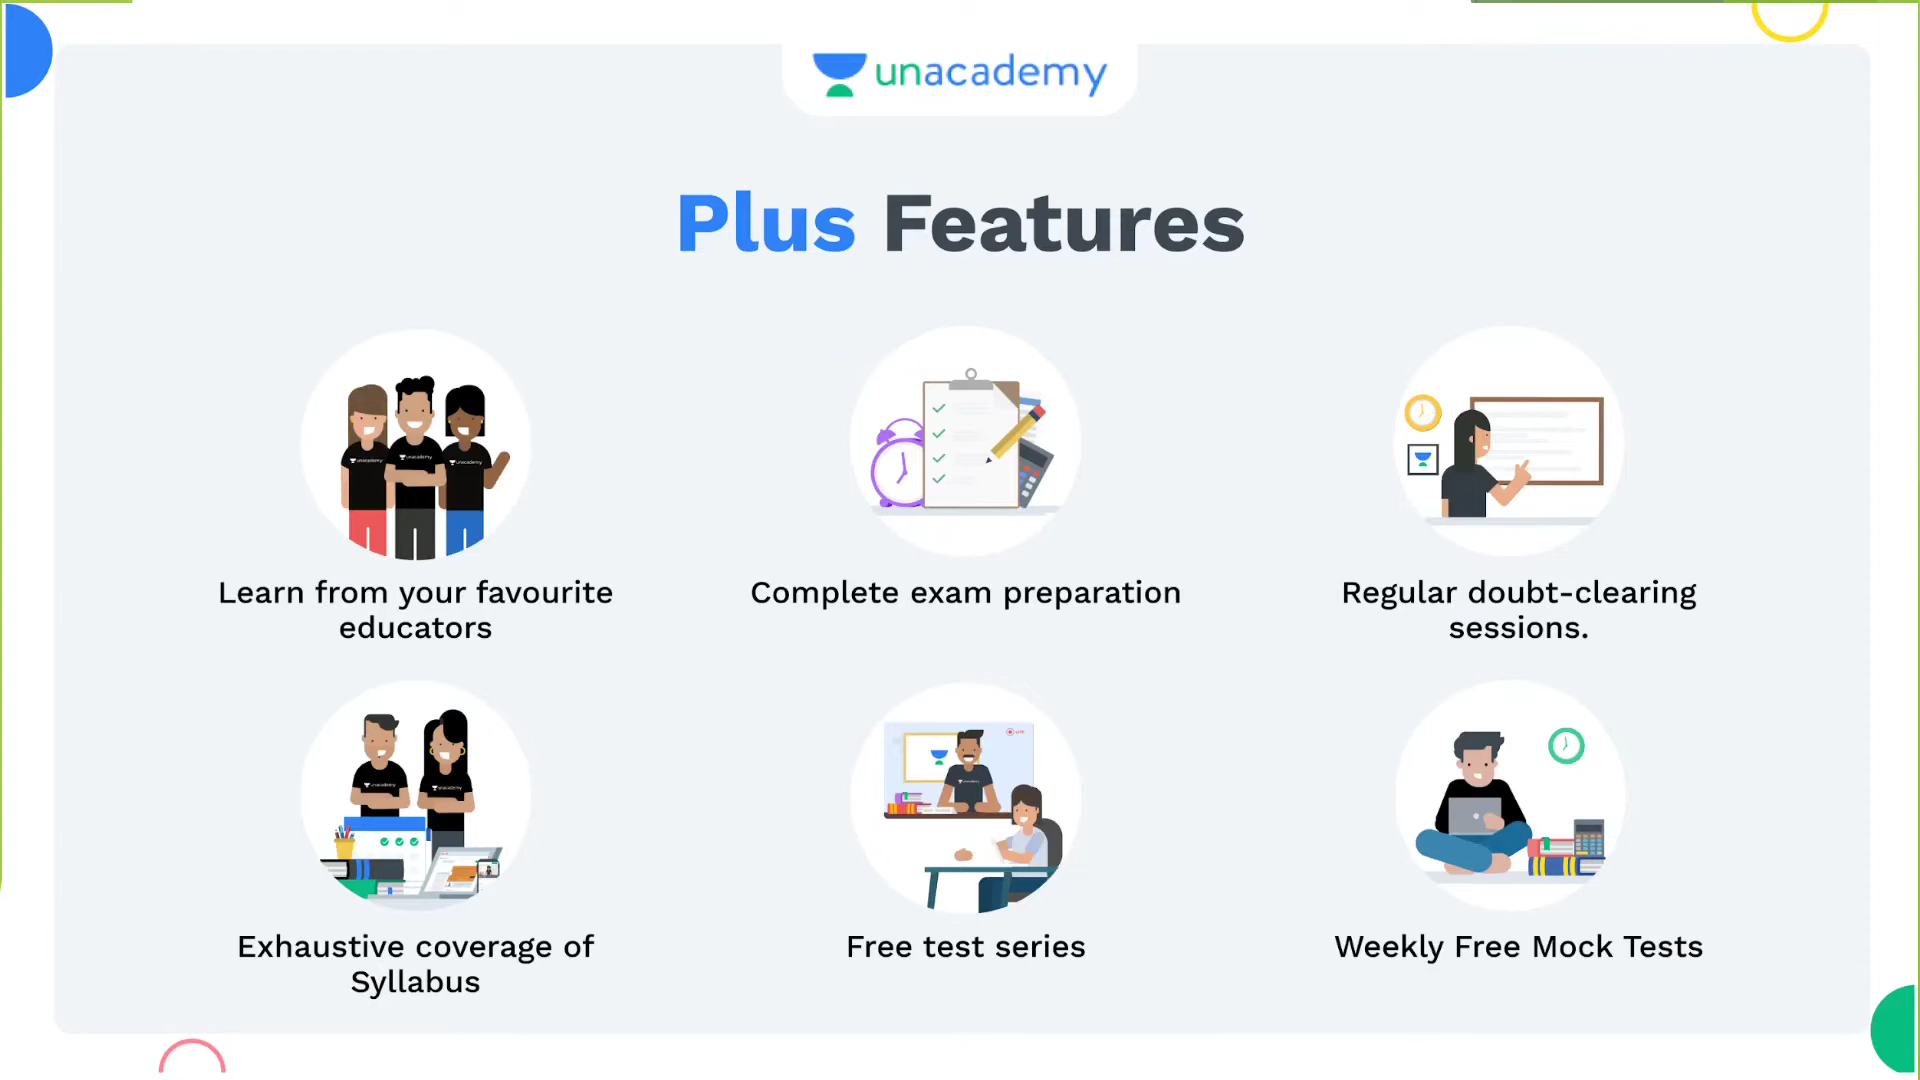 unacademy
Plus Features
Learn from your favourite
educators
Complete exam preparation
Regular doubt-clearing
sessions.
Exhaustive coverage of
Syllabus
Free test series
Weekly Free Mock Tests